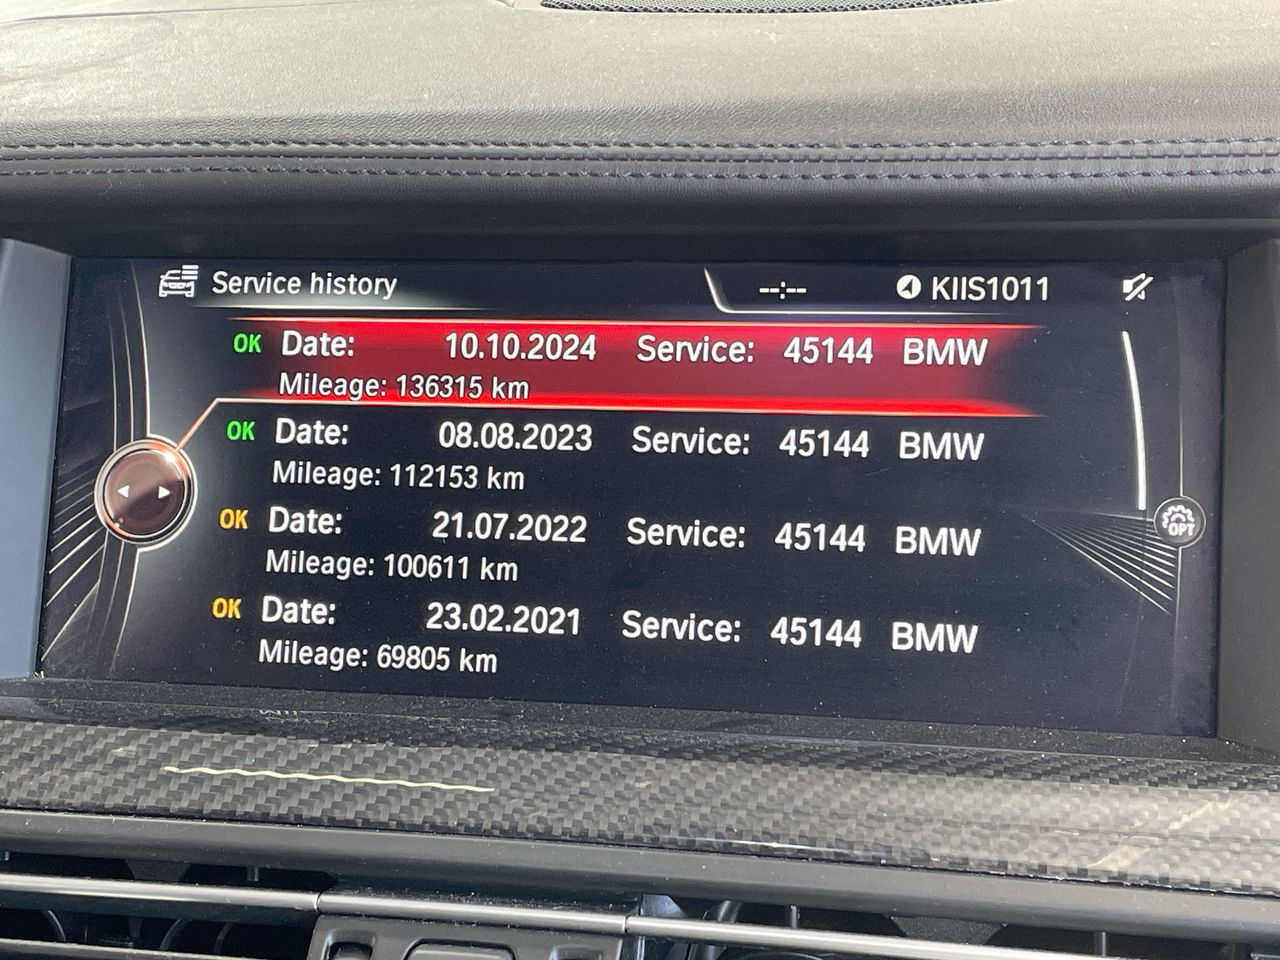 Service history --:-- KIIS1011
OK Date: 10.10.2024 Service: 45144 BMW
Mileage: 136315 km
OK Date: 08.08.2023 Service: 45144 BMW
Mileage: 112153 km
OK Date: 21.07.2022 Service: 45144 BMW
Mileage: 100611 km
OPT
OK Date: 23.02.2021 Service: 45144 BMW
Mileage: 69805 km